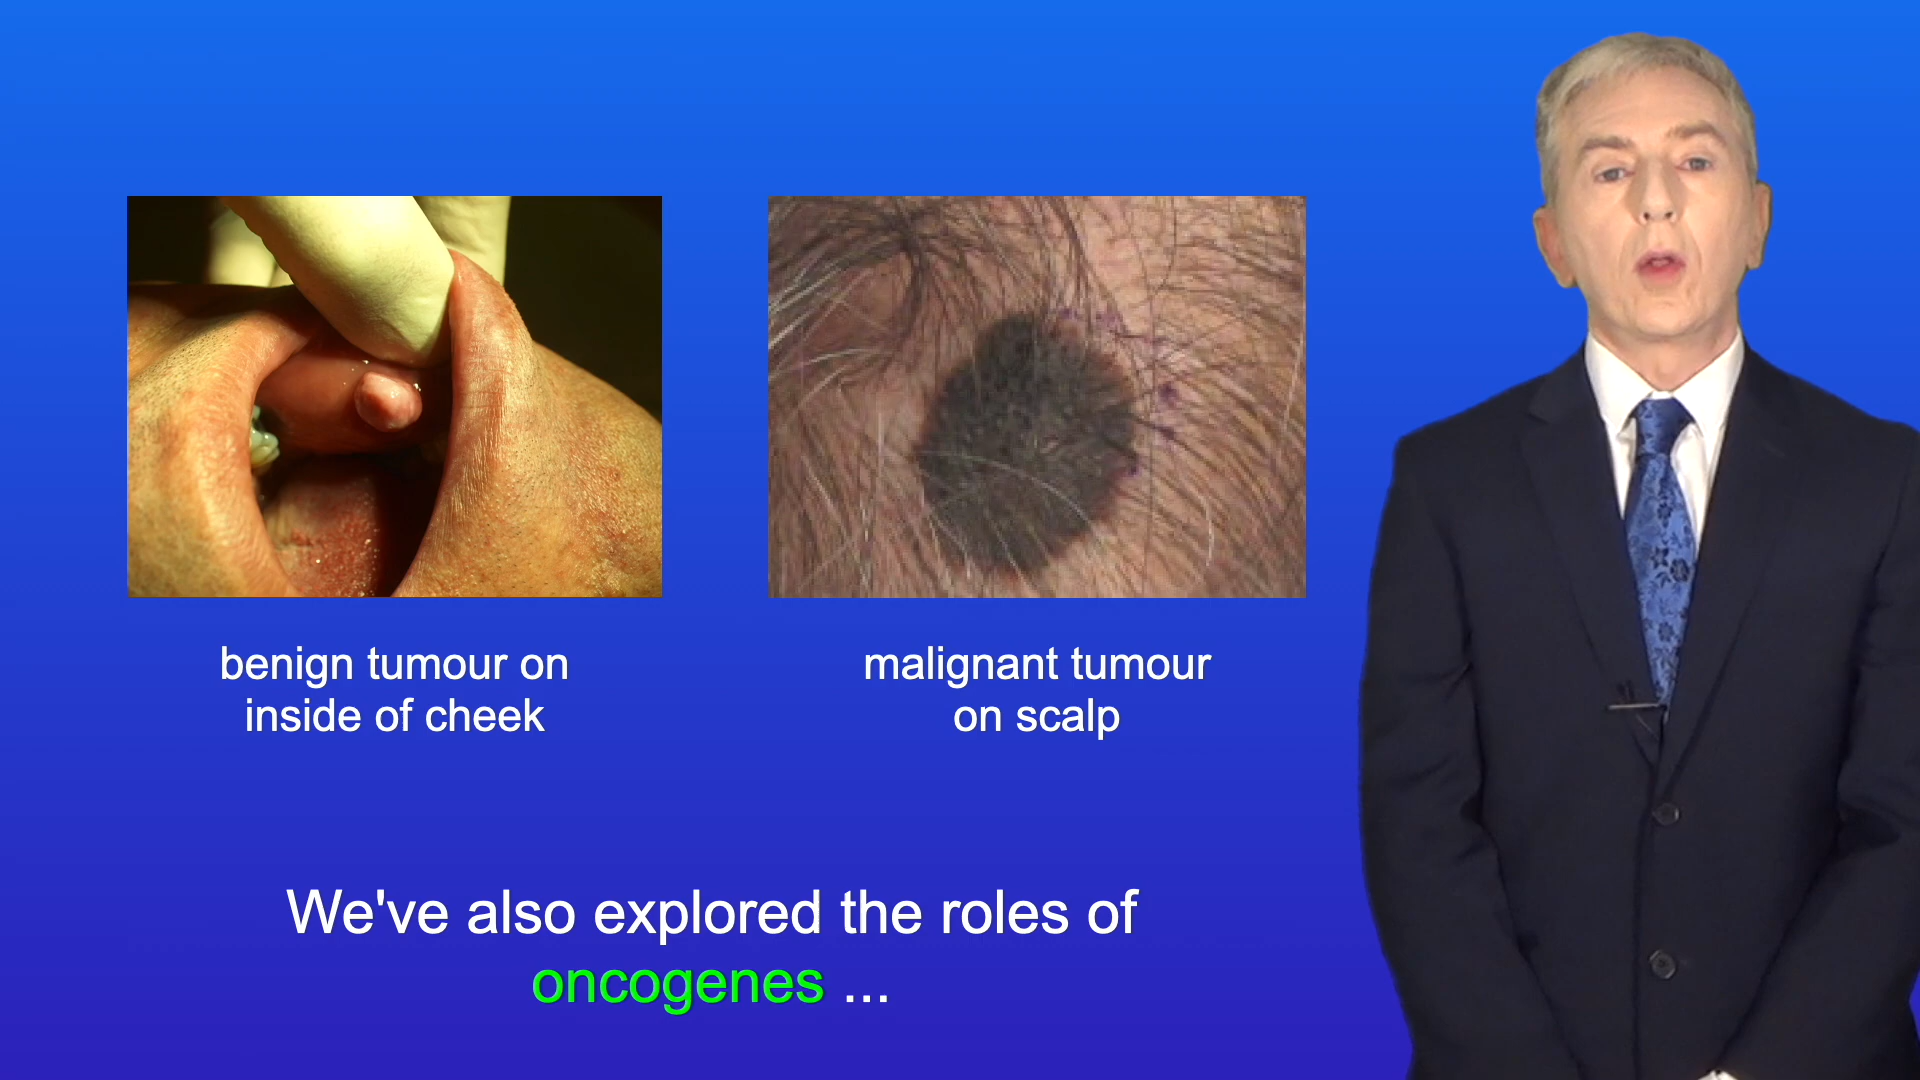 benign tumour on
inside of cheek
malignant tumour
on scalp
We've also explored the roles of
oncogenes ...